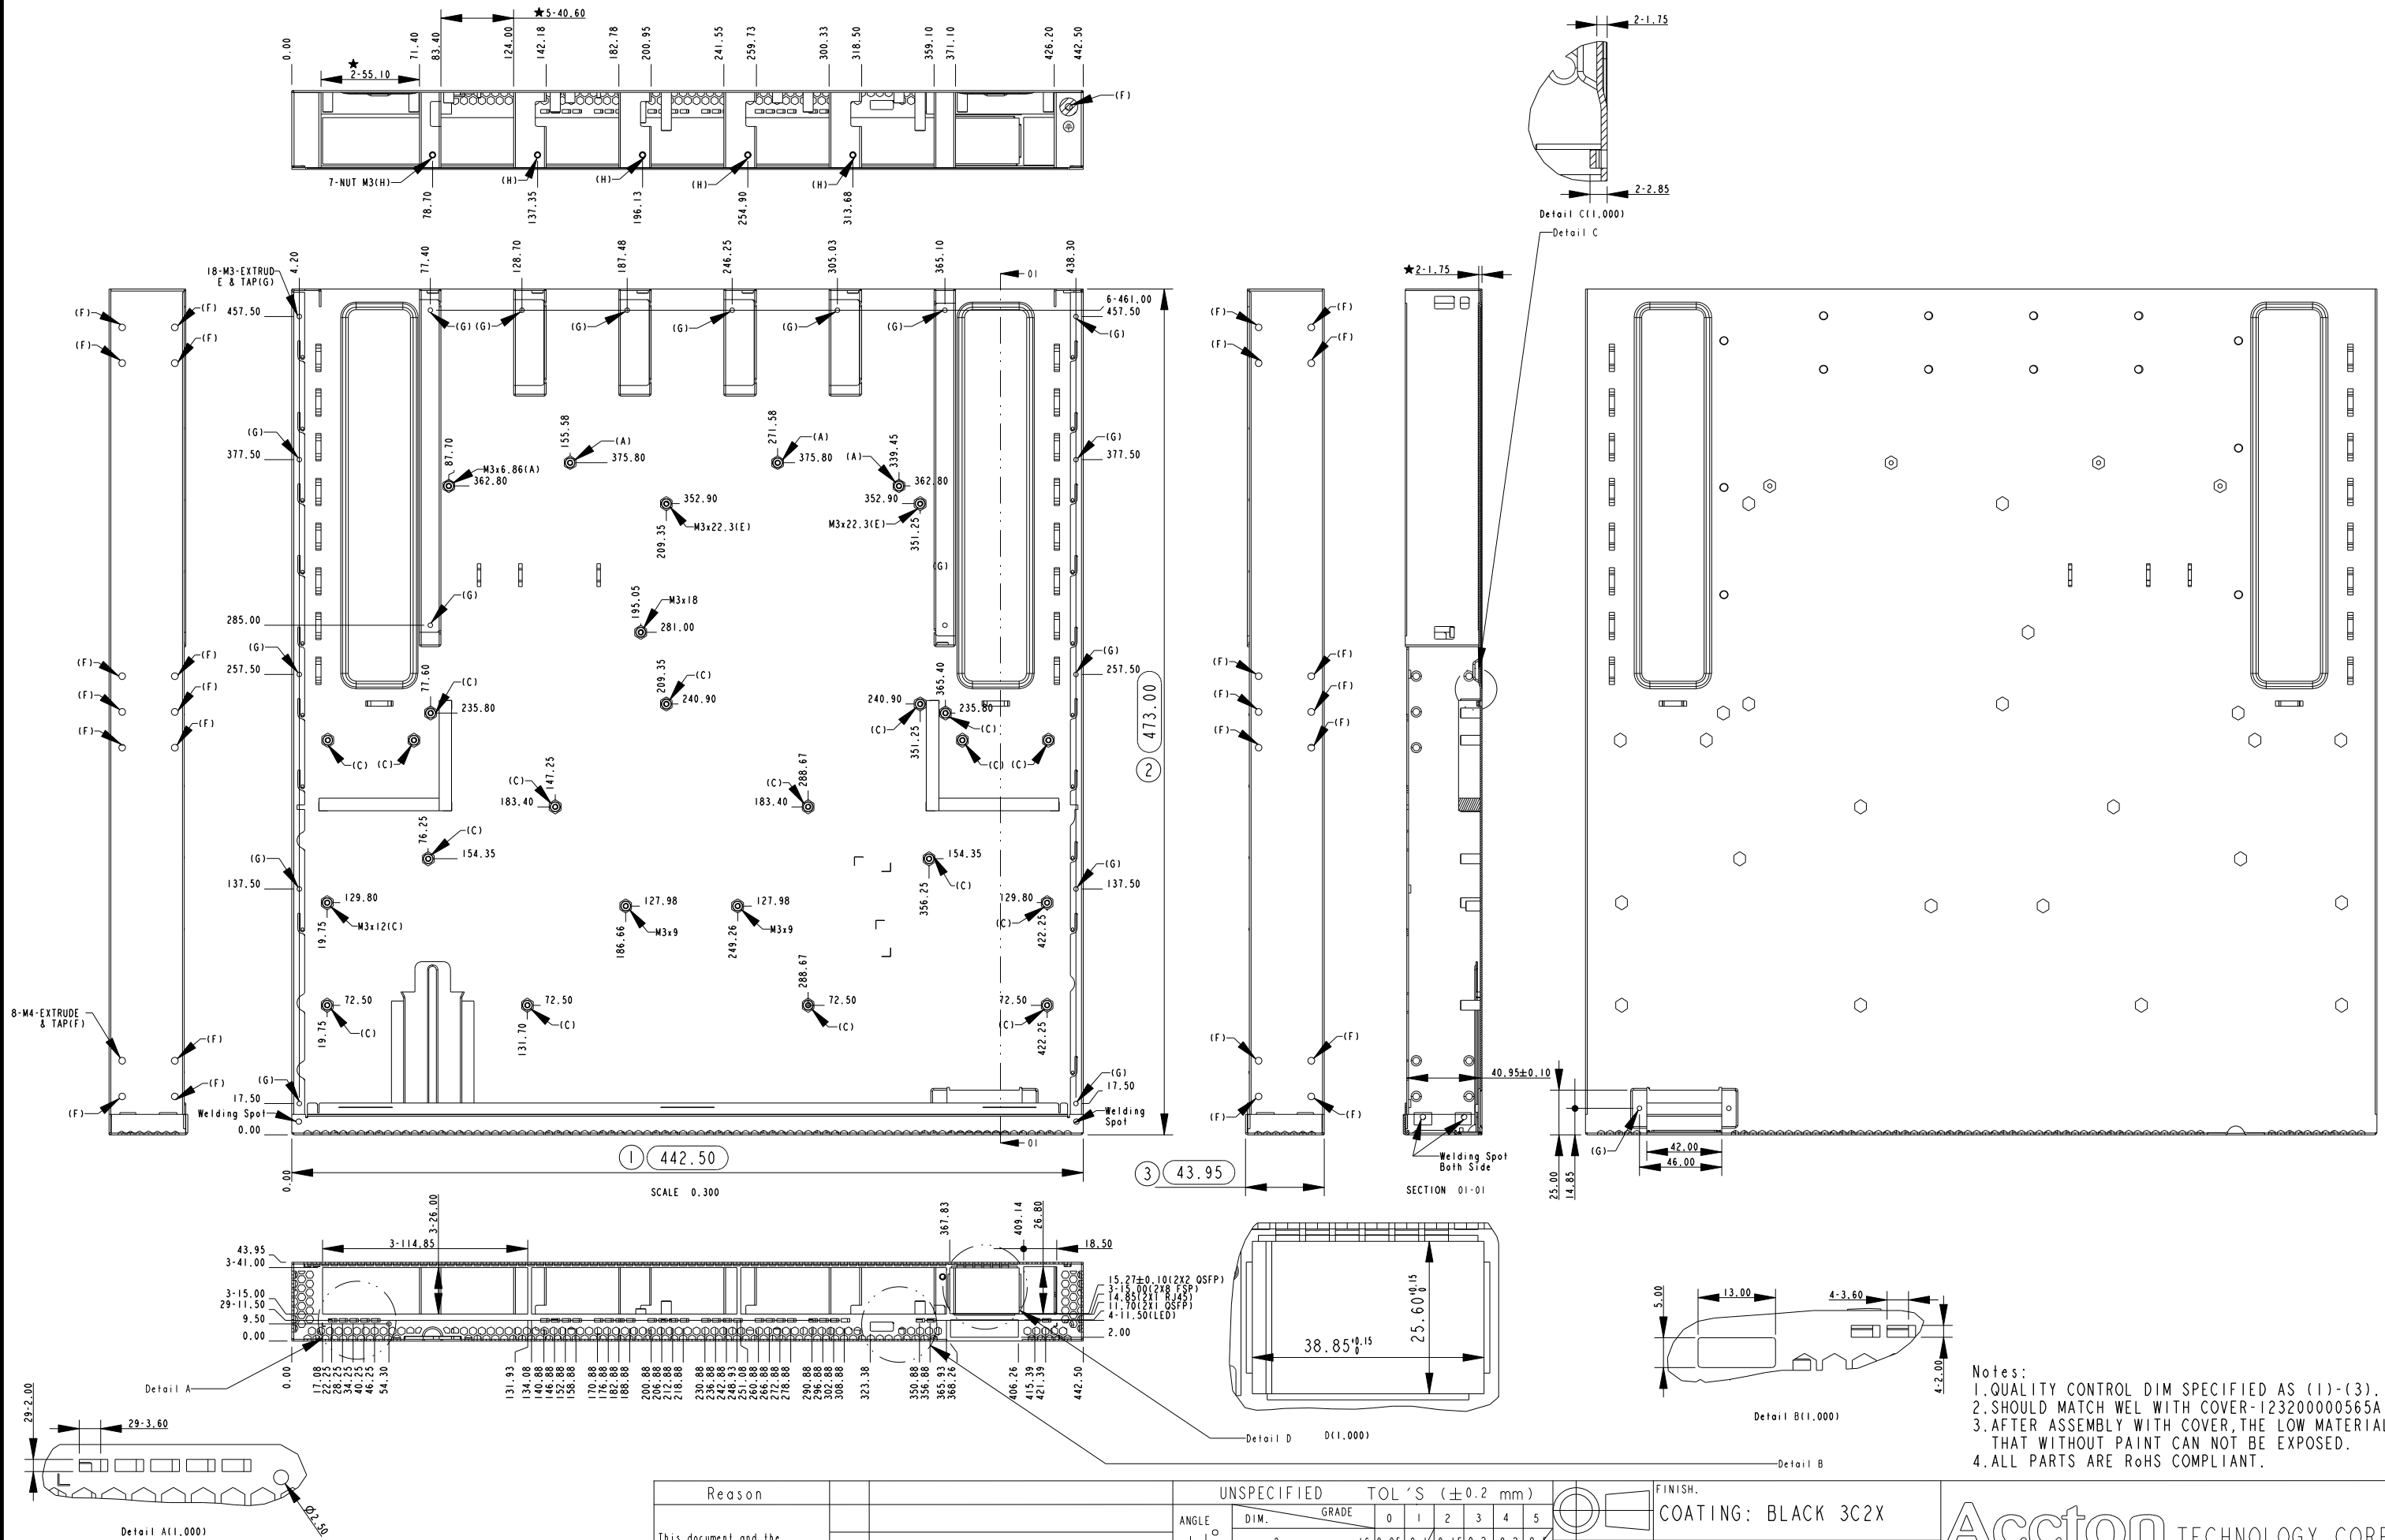 ★5-40.60
0.00
71.40
83.40
124.00
142.18
182.78
200.95
241.55
259.73
300.33
318.50
359.10
371.10
426.20
442.50
★
2-55.10
(F)
7-NUT M3(H)
(H)
(H)
(H)
(H)
78.70
137.35
196.13
254.90
313.68
2-1.75
2-2.85
Detail C(1.000)
Detail C
4.20
77.40
128.70
187.48
246.25
305.03
365.10
438.30
01
18-M3-EXTRUD
E & TAP(G)
457.50
6-461.00
457.50
(G)
(G)
(G)
(G)
(G)
(G)
(G)
(F)
(F)
(F)
(F)
(F)
(F)
(F)
(F)
★2-1.75
(G)
377.50
(G)
377.50
87.70
155.58
(A)
375.80
271.58
(A)
375.80
(A)
339.45
M3x6.86(A)
362.80
362.80
352.90
M3x22.3(E)
209.35
352.90
M3x22.3(E)
351.25
(G)
(G)
285.00
195.05
M3x18
281.00
(G)
257.50
(G)
257.50
77.60
(C)
235.80
209.35
(C)
240.90
240.90
365.40
235.80
(C)
351.25
(C)
(C)
(C)
(C)
(C)
(F)
(F)
(F)
(F)
(F)
(F)
(F)
(F)
(F)
(F)
(F)
(F)
473.00
2
(C)
147.25
183.40
(C)
288.67
183.40
76.25
(C)
154.35
154.35
(C)
356.25
(G)
137.50
(G)
137.50
129.80
M3x12(C)
19.75
127.98
M3x9
186.66
127.98
M3x9
249.26
129.80
(C)
422.25
288.67
72.50
(C)
19.75
72.50
(C)
131.70
72.50
(C)
72.50
(C)
422.25
8-M4-EXTRUDE
& TAP(F)
(F)
(F)
(F)
(F)
(F)
(F)
(F)
(G)
17.50
Welding Spot
0.00
(G)
17.50
Welding
Spot
01
40.95±0.10
Welding Spot
Both Side
SECTION 01-01
(G)
42.00
46.00
25.00
14.85
0.00
1 442.50
SCALE 0.300
3 43.95
3-26.00
3-114.85
43.95
3-41.00
3-15.00
29-11.50
9.50
0.00
367.83
409.14
26.80
18.50
15.27±0.10(2X2 QSFP)
3-15.00(2X8 FSP)
14.85(2X1 RJ45)
11.70(2X1 QSFP)
4-11.50(LED)
2.00
0.00
17.08
22.25
28.25
34.25
40.25
46.25
54.30
131.93
134.08
140.88
146.88
152.88
158.88
170.88
176.88
182.88
188.88
200.88
206.88
212.88
218.88
230.88
236.88
242.88
248.93
251.08
260.88
266.88
272.88
278.88
290.88
296.88
302.88
308.88
323.38
350.88
356.88
365.93
368.26
406.26
415.39
421.39
442.50
Detail A
29-2.00
29-3.60
Ø2.50
Detail A(1.000)
38.85 +0.15 0
25.60 +0.15 0
Detail D
D(1.000)
13.00
5.00
4-3.60
4-2.00
Detail B(1.000)
Detail B
Notes:
1.QUALITY CONTROL DIM SPECIFIED AS (1)-(3).
2.SHOULD MATCH WEL WITH COVER-123200000565A
3.AFTER ASSEMBLY WITH COVER,THE LOW MATERIAL
THAT WITHOUT PAINT CAN NOT BE EXPOSED.
4.ALL PARTS ARE RoHS COMPLIANT.
Reason
This document and the
UNSPECIFIED TOL'S (±0.2 mm)
ANGLE
DIM. GRADE 0 1 2 3 4 5
FINISH.
COATING: BLACK 3C2X
Accton TECHNOLOGY CORP